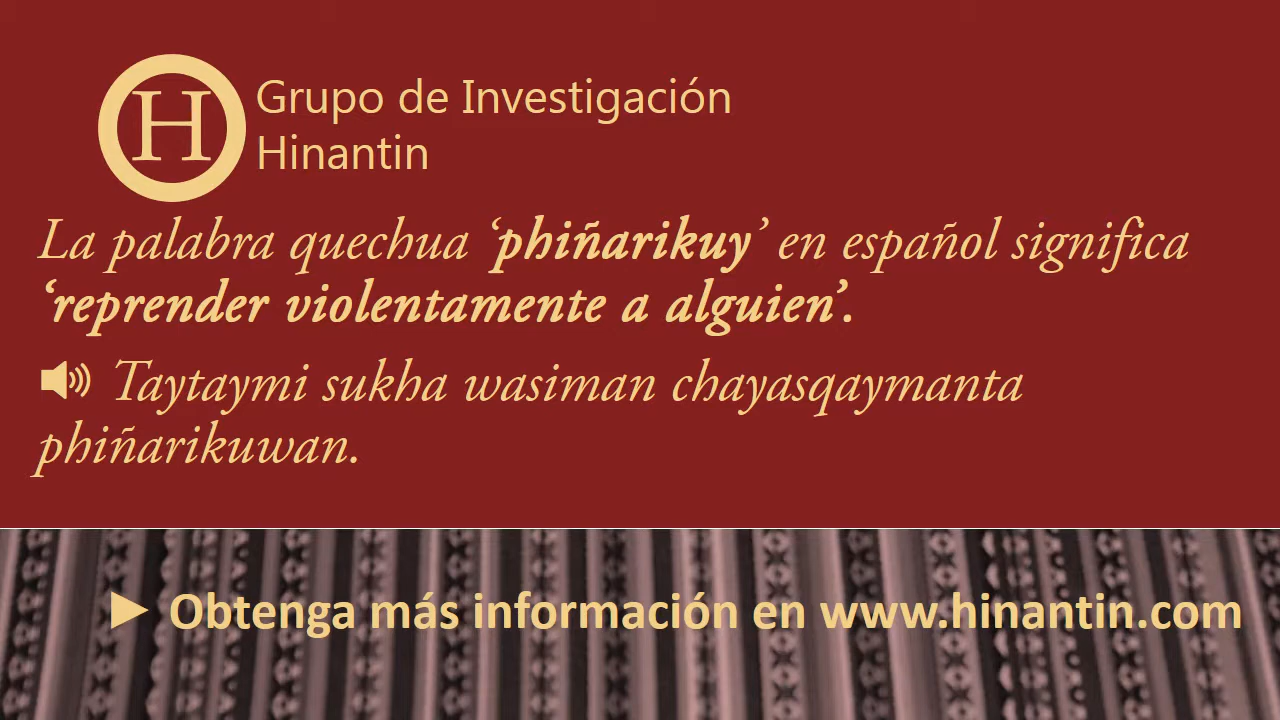 H
Grupo de Investigación
Hinantin
La palabra quechua ‘phiñarikuy’ en español significa
‘reprender violentamente a alguien’.
Taytaymi sukha wasiman chayasqaymanta
phiñarikuwan.
► Obtenga más información en www.hinantin.com